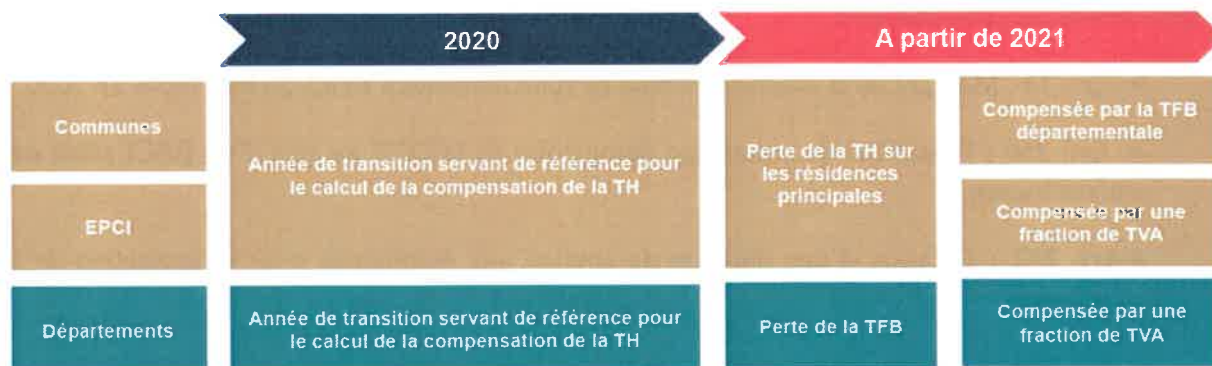 2020
A partir de 2021
Communes
Année de transition servant de référence pour
le calcul de la compensation de la TH
Perte de la TH sur
les résidences
principales
Compensée par la TFB
départementale
EPCI
Compensée par une
fraction de TVA
Départements
Année de transition servant de référence pour
le calcul de la compensation de la TH
Perte de la TFB
Compensée par une
fraction de TVA